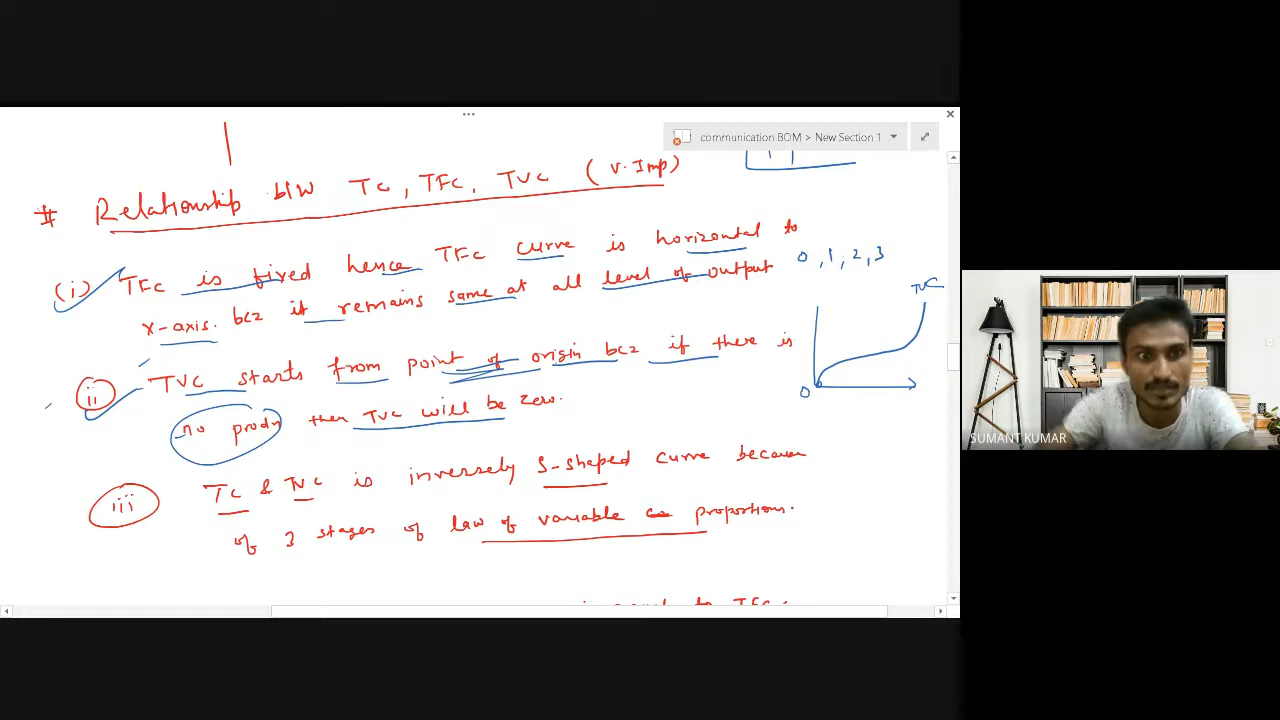 communication BOM > New Section 1
# Relationship b/w TC, TFC, TVC (V.Imp)
(i) TFC is fixed hence TFC curve is horizontal to
x-axis. bcz it remains same at all level of output
0, 1, 2, 3
TVC
ii TVC starts from point of origin bcz if there is
no prodn then TVC will be zero.
0
iii TC & TVC is inversely S-shaped curve because
of 3 stages of law of variable proportions.
to TFC
SUMANT KUMAR